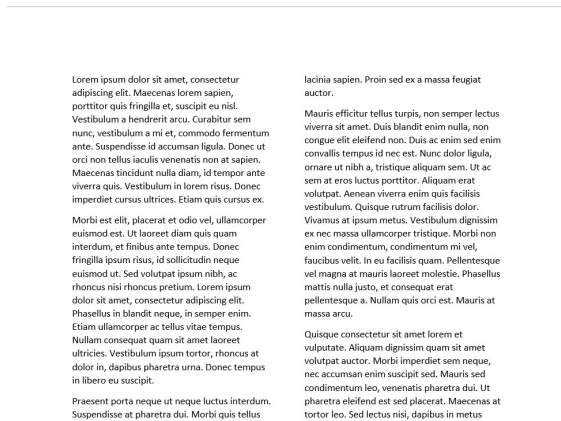 Lorem ipsum dolor sit amet, consectetur
adipiscing elit. Maecenas lorem sapien,
porttitor quis fringilla et, suscipit eu nisl.
Vestibulum a hendrerit arcu. Curabitur sem
nunc, vestibulum a mi et, commodo fermentum
ante. Suspendisse id accumsan ligula. Donec ut
orci non tellus iaculis venenatis non at sapien.
Maecenas tincidunt nulla diam, id tempor ante
viverra quis. Vestibulum in lorem risus. Donec
imperdiet cursus ultrices. Etiam quis cursus ex.
Morbi est elit, placerat et odio vel, ullamcorper
euismod est. Ut laoreet diam quis quam
interdum, et finibus ante tempus. Donec
fringilla ipsum risus, id sollicitudin neque
euismod ut. Sed volutpat ipsum nibh, ac
rhoncus nisi rhoncus pretium. Lorem ipsum
dolor sit amet, consectetur adipiscing elit.
Phasellus in blandit neque, in semper enim.
Etiam ullamcorper ac tellus vitae tempus.
Nullam consequat quam sit amet laoreet
ultricies. Vestibulum ipsum tortor, rhoncus at
dolor in, dapibus pharetra urna. Donec tempus
in libero eu suscipit.
Praesent porta neque ut neque luctus interdum.
Suspendisse at pharetra dui. Morbi quis tellus
lacinia sapien. Proin sed ex a massa feugiat
auctor.
Mauris efficitur tellus turpis, non semper lectus
viverra sit amet. Duis blandit enim nulla, non
congue elit eleifend non. Duis ac enim sed enim
convallis tempus id nec est. Nunc dolor ligula,
ornare ut nibh a, tristique aliquam sem. Ut ac
sem at eros luctus porttitor. Aliquam erat
volutpat. Aenean viverra enim quis facilisis
vestibulum. Quisque rutrum facilisis dolor.
Vivamus at ipsum metus. Vestibulum dignissim
ex nec massa ullamcorper tristique. Morbi non
enim condimentum, condimentum mi vel,
faucibus velit. In eu facilisis quam. Pellentesque
vel magna at mauris laoreet molestie. Phasellus
mattis nulla justo, et consequat erat
pellentesque a. Nullam quis orci est. Mauris at
massa arcu.
Quisque consectetur sit amet lorem et
vulputate. Aliquam dignissim quam sit amet
volutpat auctor. Morbi imperdiet sem neque,
nec accumsan enim suscipit sed. Mauris sed
condimentum leo, venenatis pharetra dui. Ut
pharetra eleifend est sed placerat. Maecenas at
tortor leo. Sed lectus nisi, dapibus in metus